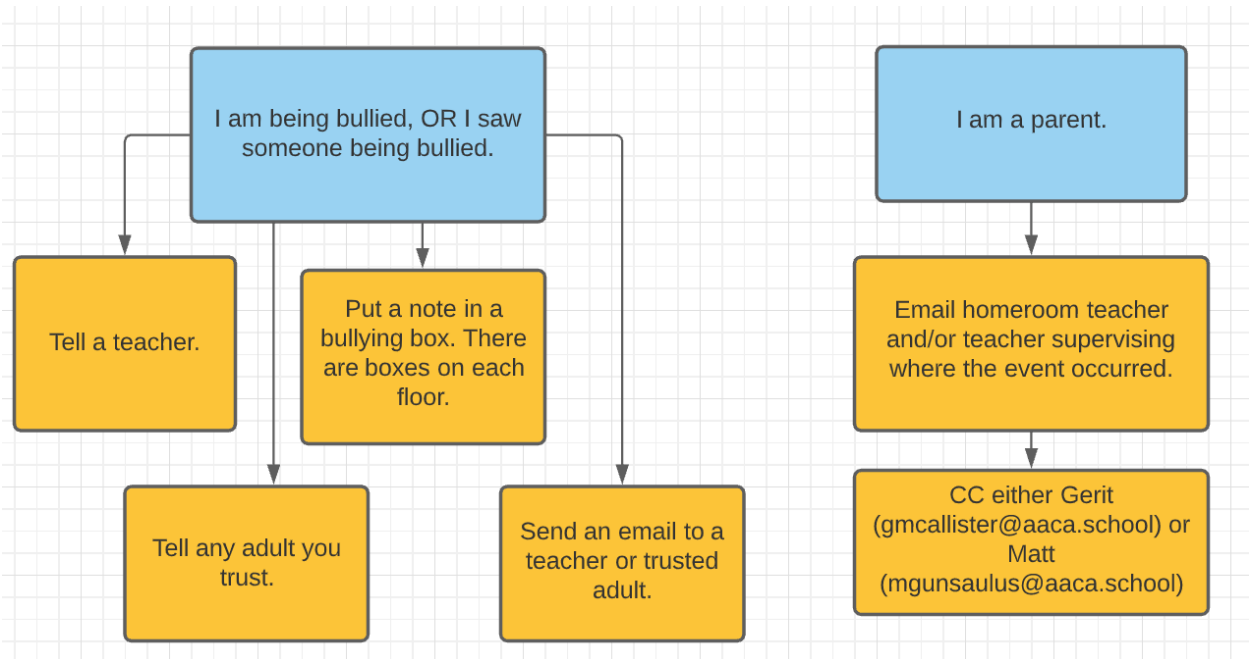 I am being bullied, OR I saw
someone being bullied.
Tell a teacher.
Put a note in a
bullying box. There
are boxes on each
floor.
Tell any adult you
trust.
Send an email to a
teacher or trusted
adult.
I am a parent.
Email homeroom teacher
and/or teacher supervising
where the event occurred.
CC either Gerit
(gmcallister@aaca.school) or
Matt
(mgunsaulus@aaca.school)